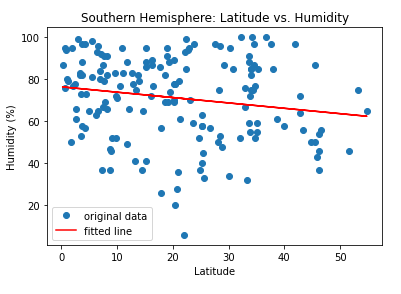 Southern Hemisphere: Latitude vs. Humidity
100
80
60
40
20
Humidity (%)
original data
fitted line
0
10
20
30
40
50
Latitude